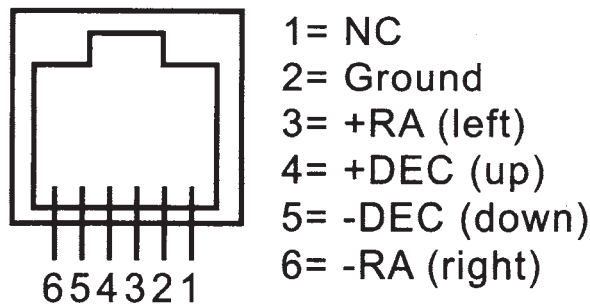 1= NC
2= Ground
3= +RA (left)
4= +DEC (up)
5= -DEC (down)
6= -RA (right)
654321